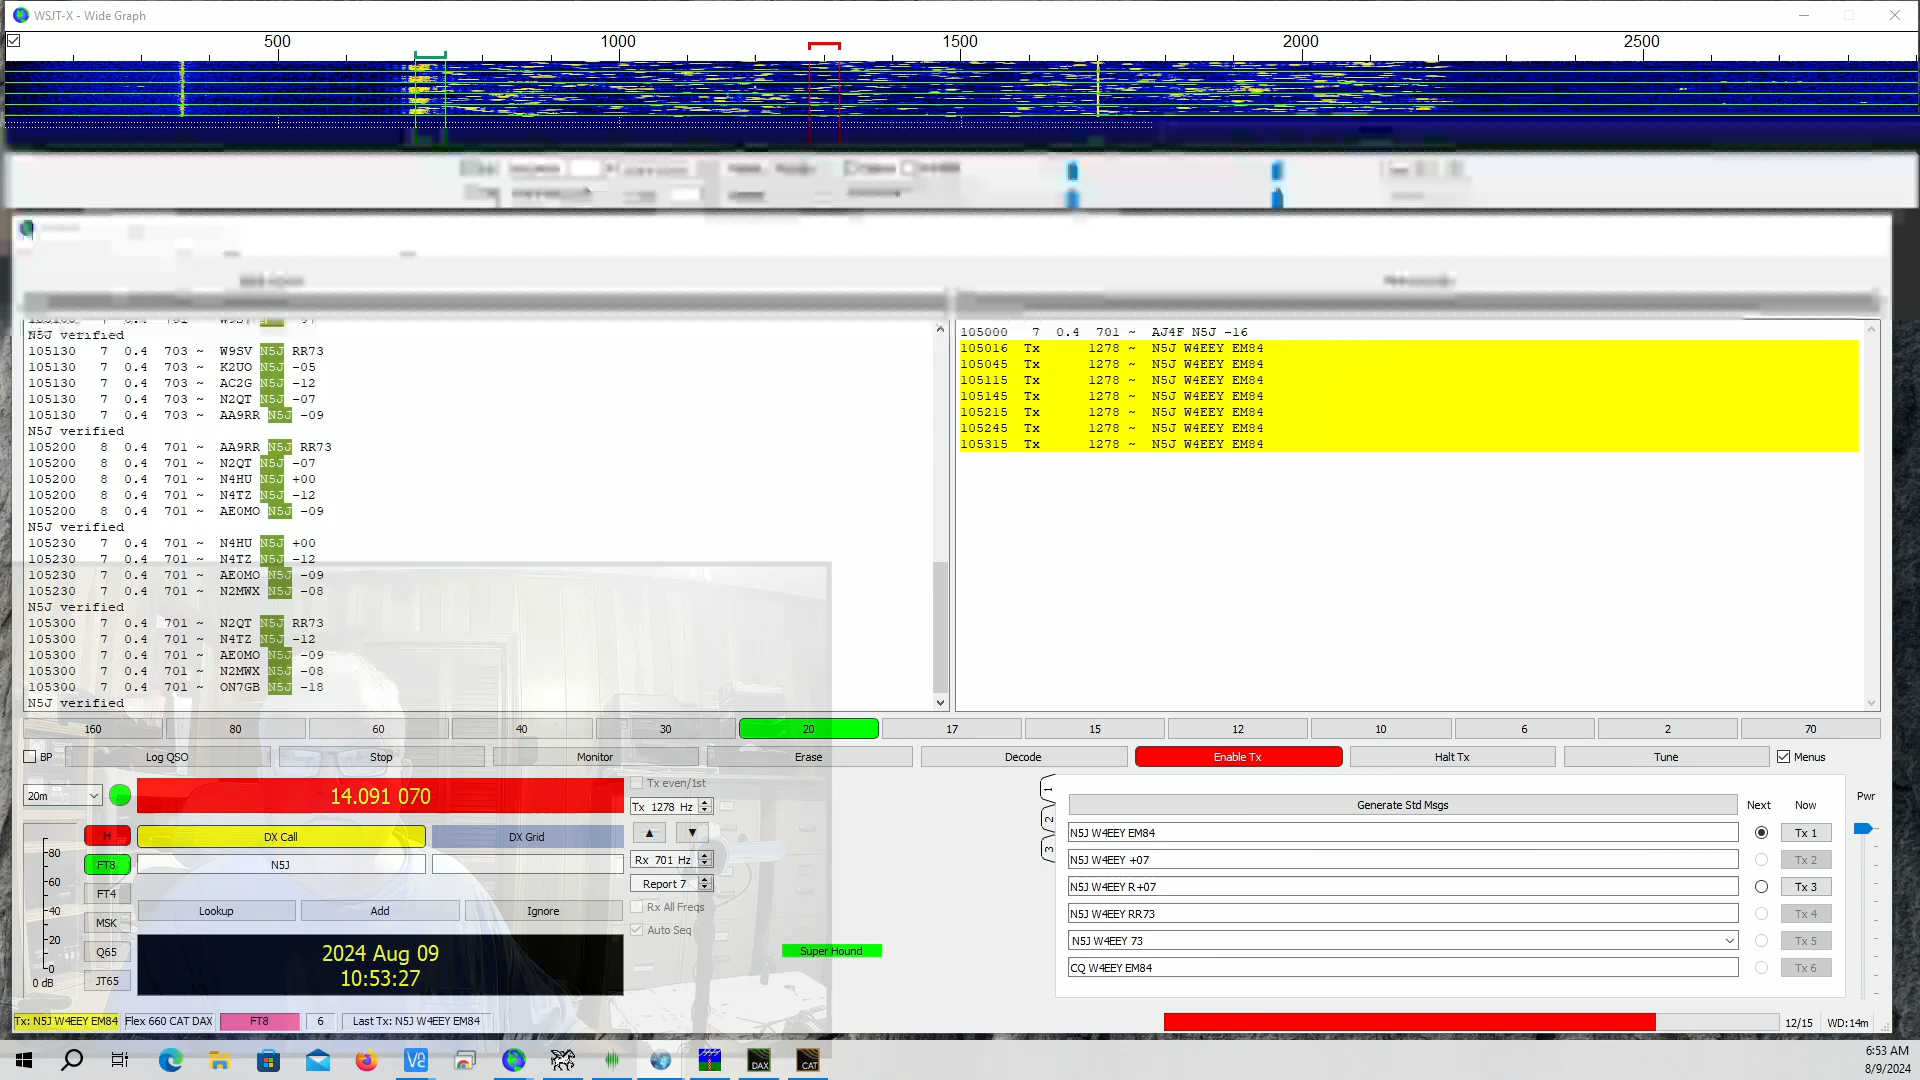 WSJT-X - Wide Graph
500 1000 1500 2000 2500
N5J verified
105130 7 0.4 703 ~ W9SV N5J RR73
105130 7 0.4 703 ~ K2UO N5J -05
105130 7 0.4 703 ~ AC2G N5J -12
105130 7 0.4 703 ~ N2QT N5J -07
105130 7 0.4 703 ~ AA9RR N5J -09
N5J verified
105200 8 0.4 701 ~ AA9RR N5J RR73
105200 8 0.4 701 ~ N2QT N5J -07
105200 8 0.4 701 ~ N4HU N5J +00
105200 8 0.4 701 ~ N4TZ N5J -12
105200 8 0.4 701 ~ AE0MO N5J -09
N5J verified
105230 7 0.4 701 ~ N4HU N5J +00
105230 7 0.4 701 ~ N4TZ N5J -12
105230 7 0.4 701 ~ AE0MO N5J -09
105230 7 0.4 701 ~ N2MWX N5J -08
N5J verified
105300 7 0.4 701 ~ N2QT N5J RR73
105300 7 0.4 701 ~ N4TZ N5J -12
105300 7 0.4 701 ~ AE0MO N5J -09
105300 7 0.4 701 ~ N2MWX N5J -08
105300 7 0.4 701 ~ ON7GB N5J -18
N5J verified
105000 7 0.4 701 ~ AJ4F N5J -16
105016 Tx 1278 ~ N5J W4EEY EM84
105045 Tx 1278 ~ N5J W4EEY EM84
105115 Tx 1278 ~ N5J W4EEY EM84
105145 Tx 1278 ~ N5J W4EEY EM84
105215 Tx 1278 ~ N5J W4EEY EM84
105245 Tx 1278 ~ N5J W4EEY EM84
105315 Tx 1278 ~ N5J W4EEY EM84
160 80 60 40 30 20 17 15 12 10 6 2 70
BP Log QSO Stop Monitor Erase Decode Enable Tx Halt Tx Tune Menus
20m 14.091 070
Tx even/1st
Tx 1278 Hz
H DX Call DX Grid
Rx 701 Hz
FT8 N5J
Report 7
FT4
Rx All Freqs
Lookup Add Ignore
MSK
Auto Seq
Q65 2024 Aug 09
Super Hound
JT65 10:53:27
80
60
40
20
0
0 dB
1
2
3
Generate Std Msgs Next Now Pwr
N5J W4EEY EM84 Tx 1
N5J W4EEY +07 Tx 2
N5J W4EEY R+07 Tx 3
N5J W4EEY RR73 Tx 4
N5J W4EEY 73 Tx 5
CQ W4EEY EM84 Tx 6
Tx: N5J W4EEY EM84 Flex 660 CAT DAX FT8 6 Last Tx: N5J W4EEY EM84 12/15 WD:14m
DAX CAT
6:53 AM
8/9/2024